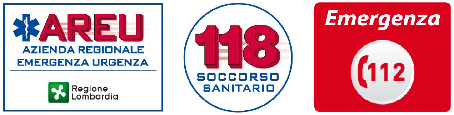 AREU
AZIENDA REGIONALE
EMERGENZA URGENZA
Regione
Lombardia
118
SOCCORSO
SANITARIO
Emergenza
112